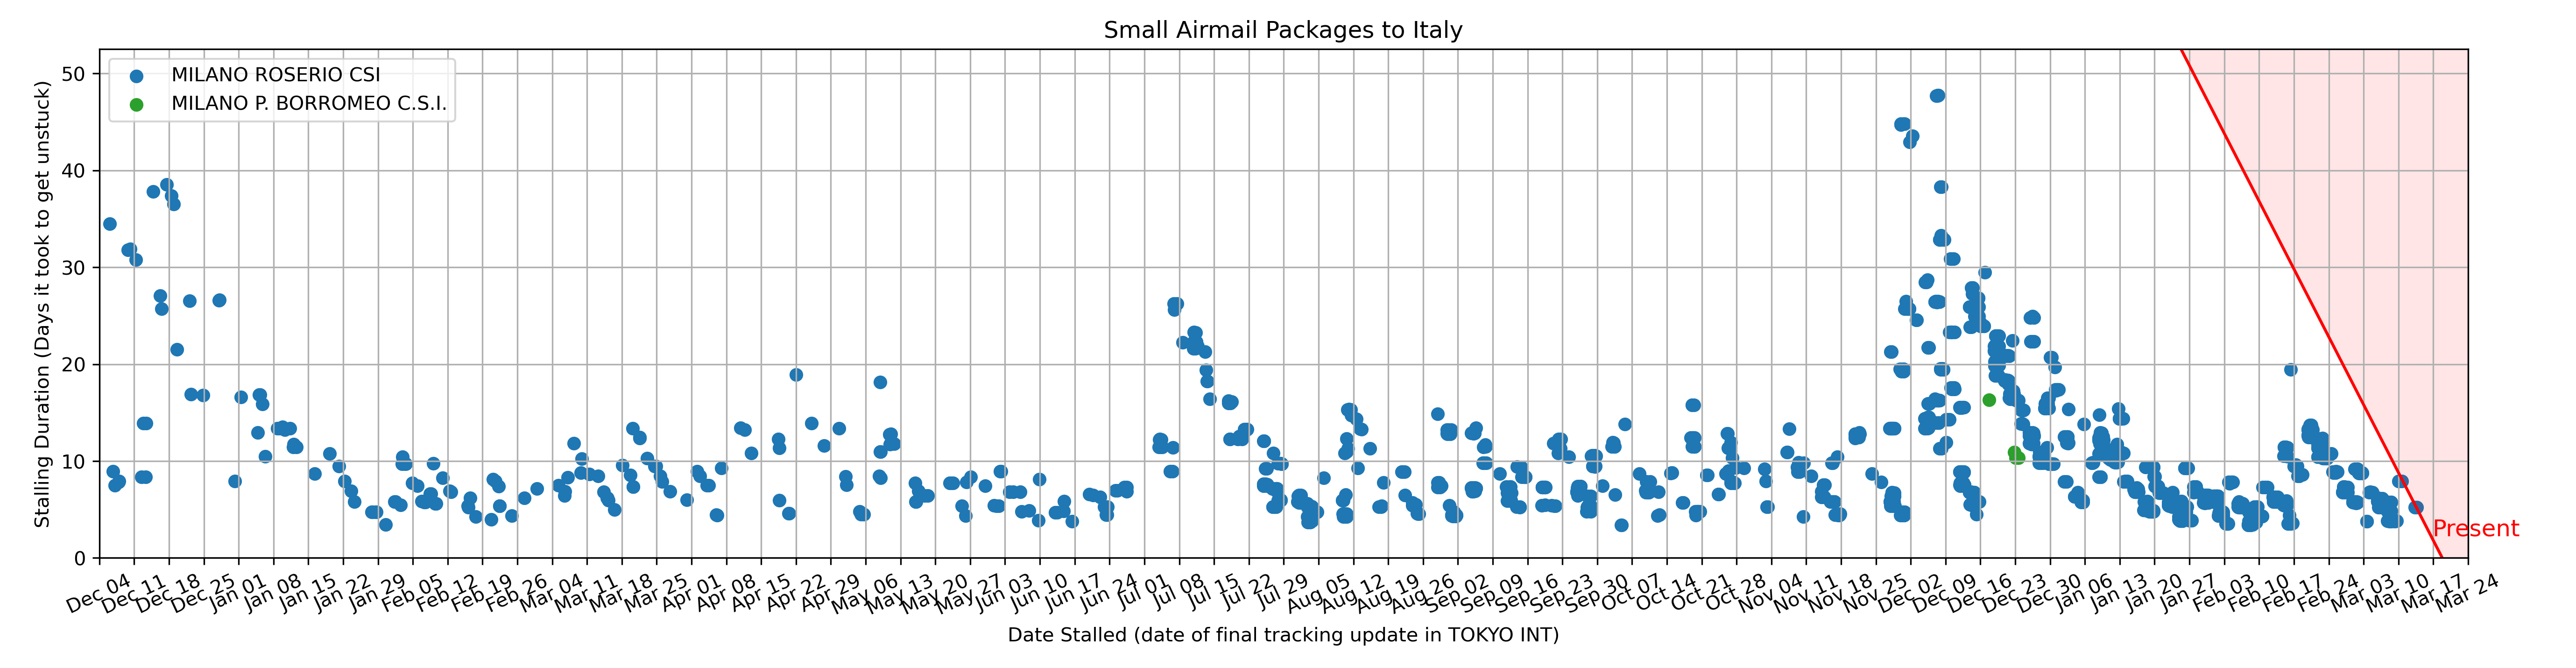 Small Airmail Packages to Italy
MILANO ROSERIO CSI
MILANO P. BORROMEO C.S.I.
Stalling Duration (Days it took to get unstuck)
50
40
30
20
10
0
Present
Dec 04 Dec 11 Dec 18 Dec 25 Jan 01 Jan 08 Jan 15 Jan 22 Jan 29 Feb 05 Feb 12 Feb 19 Feb 26 Mar 04 Mar 11 Mar 18 Mar 25 Apr 01 Apr 08 Apr 15 Apr 22 Apr 29 May 06 May 13 May 20 May 27 Jun 03 Jun 10 Jun 17 Jun 24 Jul 01 Jul 08 Jul 15 Jul 22 Jul 29 Aug 05 Aug 12 Aug 19 Aug 26 Sep 02 Sep 09 Sep 16 Sep 23 Sep 30 Oct 07 Oct 14 Oct 21 Oct 28 Nov 04 Nov 11 Nov 18 Nov 25 Dec 02 Dec 09 Dec 16 Dec 23 Dec 30 Jan 06 Jan 13 Jan 20 Jan 27 Feb 03 Feb 10 Feb 17 Feb 24 Mar 03 Mar 10 Mar 17 Mar 24
Date Stalled (date of final tracking update in TOKYO INT)